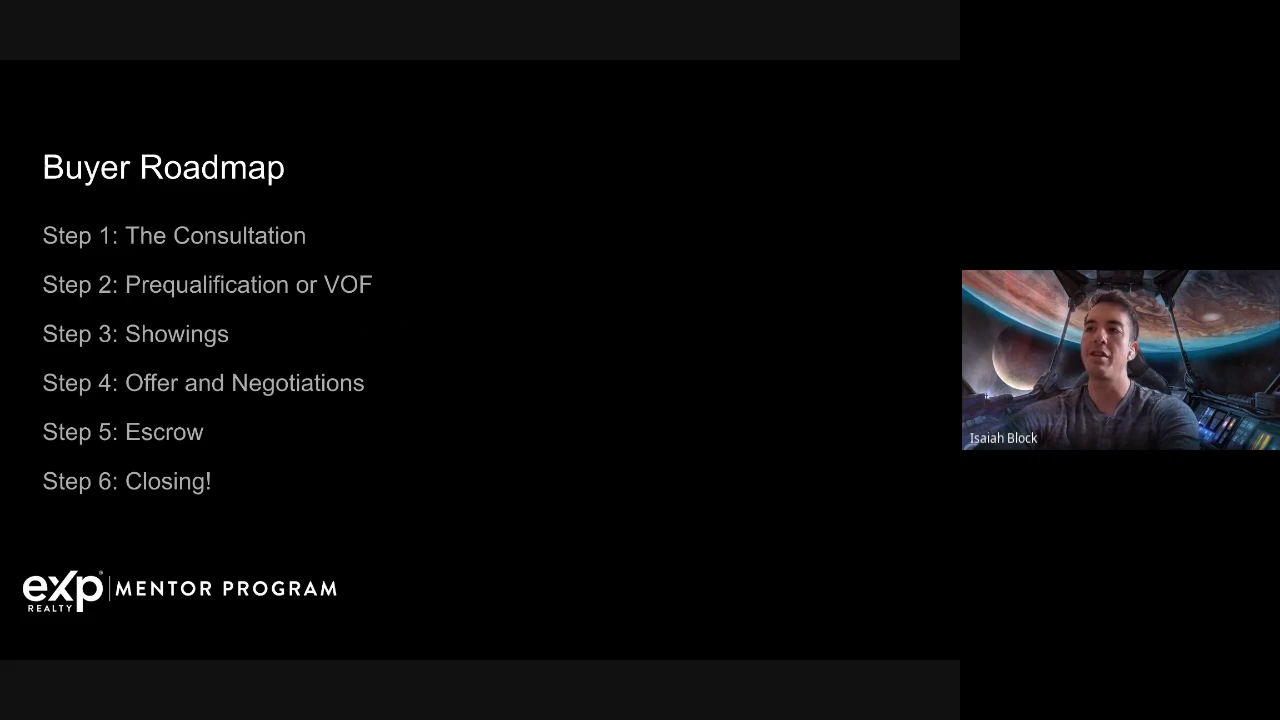 Buyer Roadmap
Step 1: The Consultation
Step 2: Prequalification or VOF
Step 3: Showings
Step 4: Offer and Negotiations
Step 5: Escrow
Step 6: Closing!
Isaiah Block
eXp REALTY | MENTOR PROGRAM